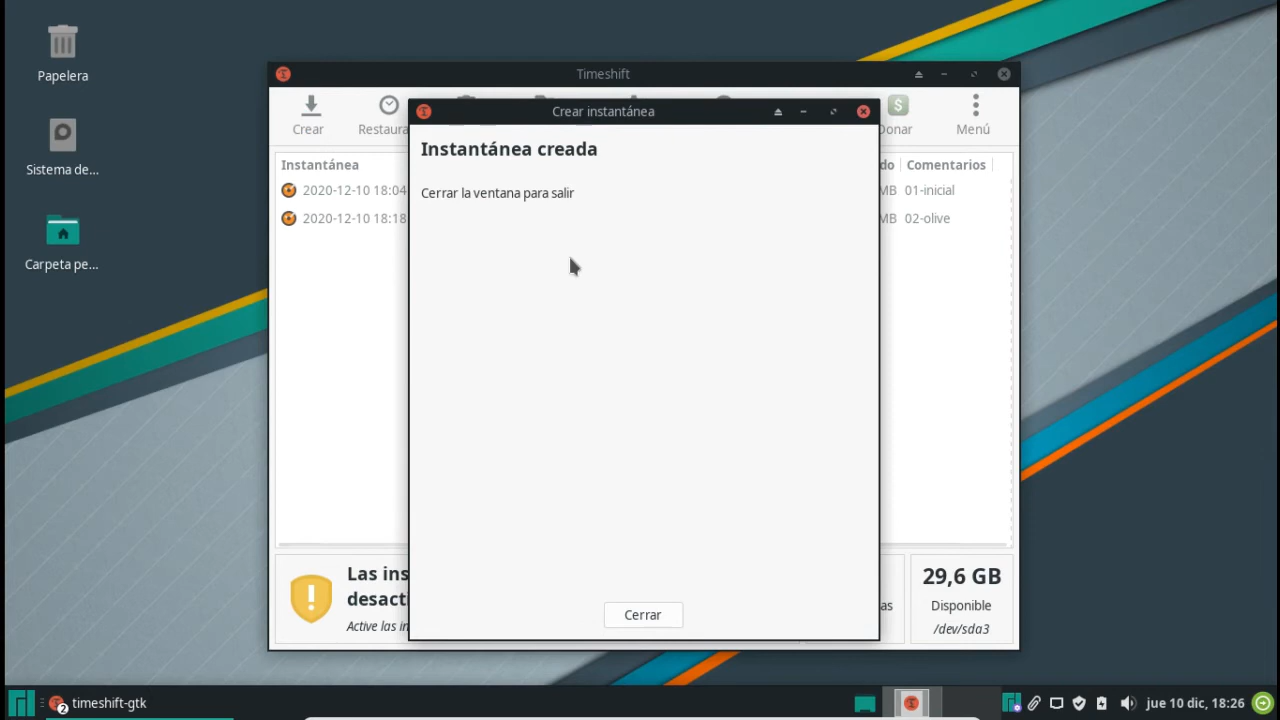 Papelera
Sistema de...
Carpeta pe...
Timeshift
Crear
Restaura
Donar
Menú
Crear instantánea
Instantánea creada
Cerrar la ventana para salir
Cerrar
Instantánea
do
Comentarios
2020-12-10 18:04
MB
01-inicial
2020-12-10 18:18
MB
02-olive
Las ins
desacti
Active las in
as
29,6 GB
Disponible
/dev/sda3
2
timeshift-gtk
jue 10 dic, 18:26